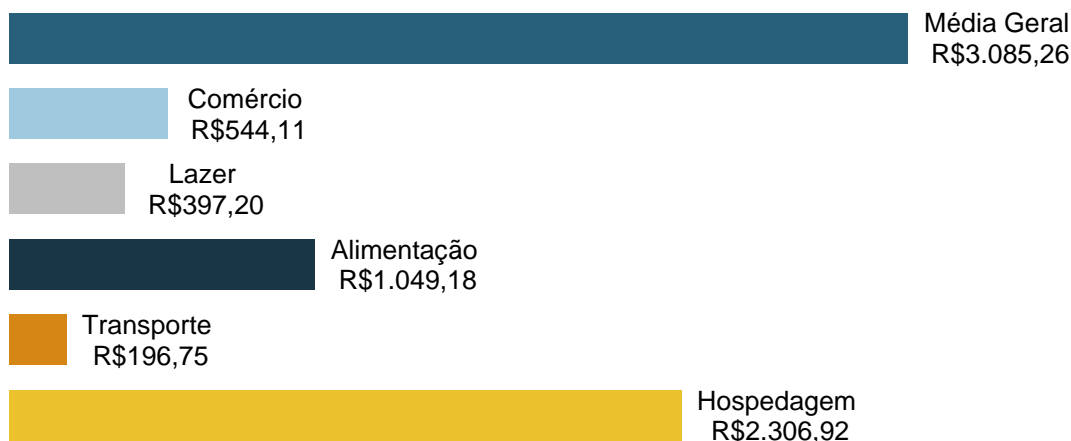 Média Geral
R$3.085,26
Comércio
R$544,11
Lazer
R$397,20
Alimentação
R$1.049,18
Transporte
R$196,75
Hospedagem
R$2.306,92